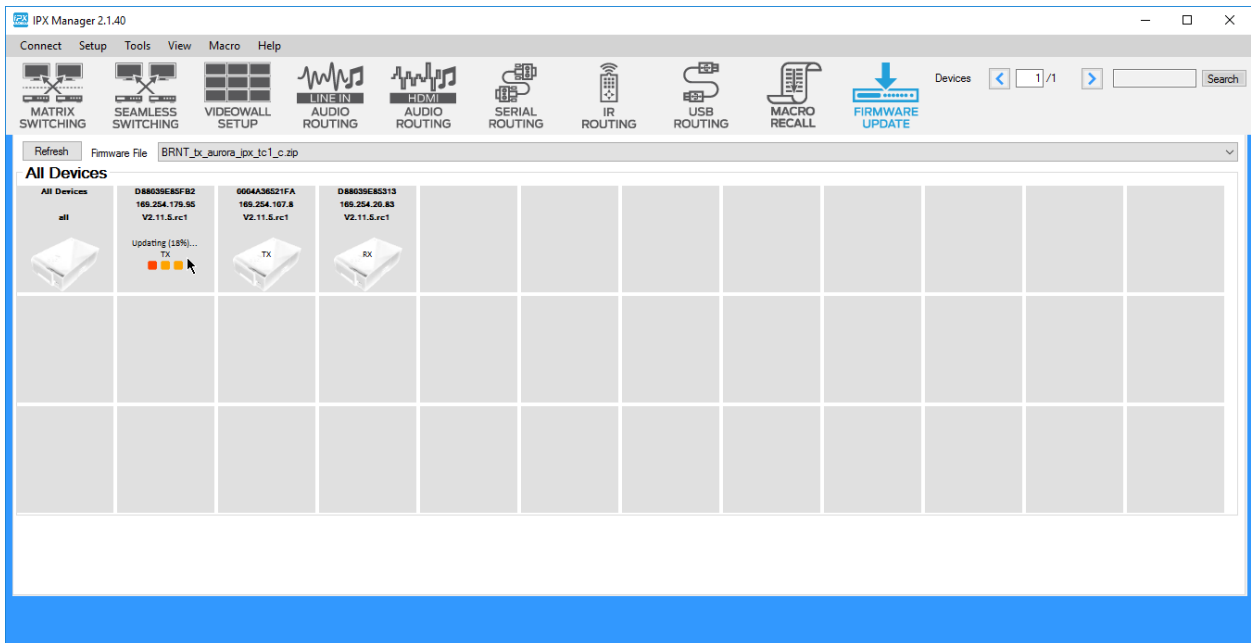 IPX Manager 2.1.40
Connect Setup Tools View Macro Help
MATRIX SWITCHING
SEAMLESS SWITCHING
VIDEOWALL SETUP
LINE IN AUDIO ROUTING
HDMI AUDIO ROUTING
SERIAL ROUTING
IR ROUTING
USB ROUTING
MACRO RECALL
FIRMWARE UPDATE
Devices 1 /1 Search
Refresh Firmware File BRNT_tx_aurora_ipx_tc1_c.zip
All Devices
All Devices
all
D88039E85FB2
169.254.179.95
V2.11.5.rc1
Updating (18%)...
TX
0004A36521FA
169.254.107.8
V2.11.5.rc1
TX
D88039E85313
169.254.20.83
V2.11.5.rc1
RX